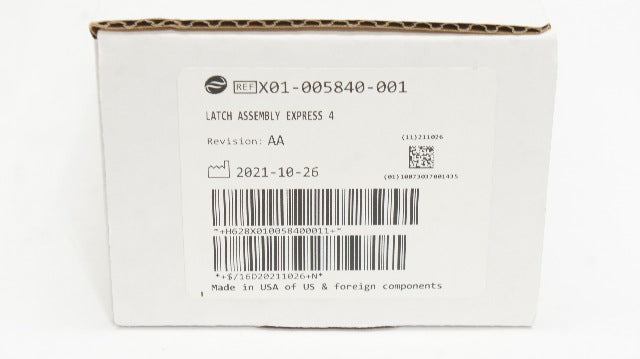 REF X01-005840-001
LATCH ASSEMBLY EXPRESS 4
Revision: AA
(11)211026
2021-10-26
(01)10873037001435
*+H628X010058400011+*
*+$/16D20211026+N*
Made in USA of US & foreign components